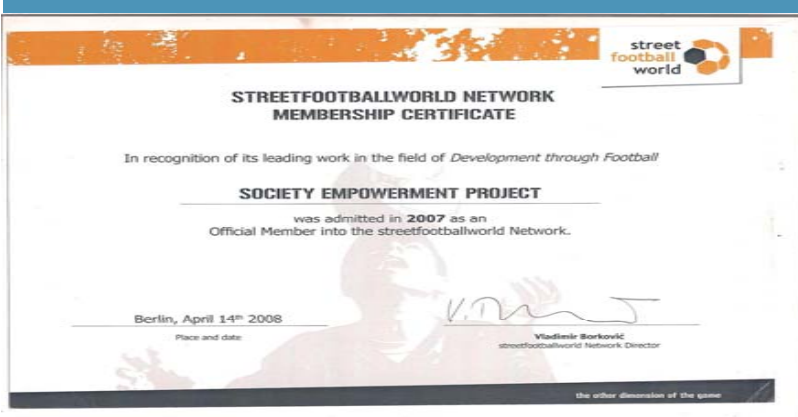 street
football
world
STREETFOOTBALLWORLD NETWORK
MEMBERSHIP CERTIFICATE
In recognition of its leading work in the field of Development through Football
SOCIETY EMPOWERMENT PROJECT
was admitted in 2007 as an
Official Member into the streetfootballworld Network.
Berlin, April 14th 2008
Place and date
Vladimir Borković
streetfootballworld Network Director
the other dimension of the game